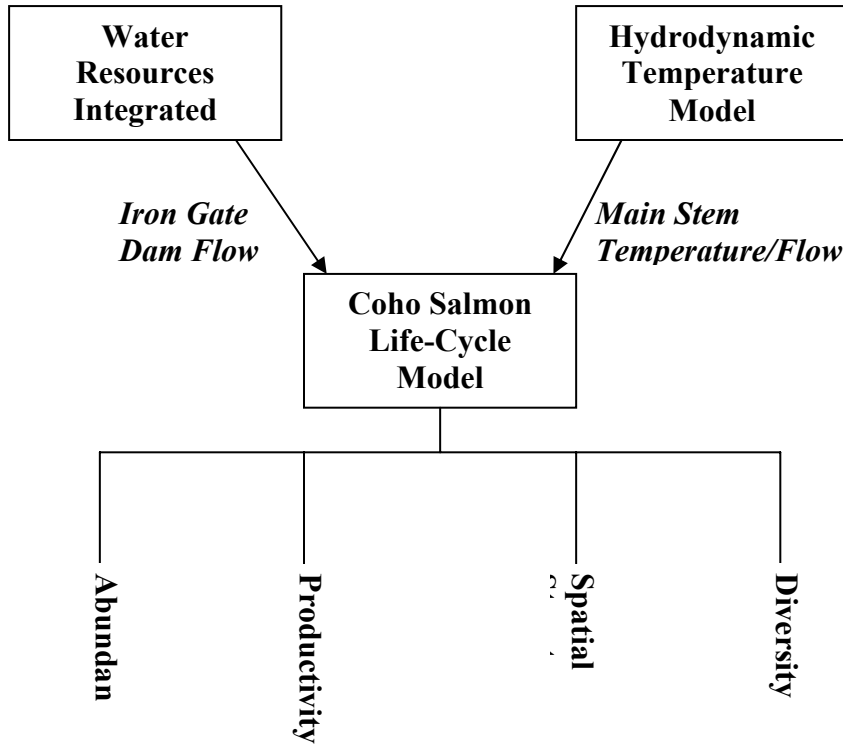 Water
Resources
Integrated
Hydrodynamic
Temperature
Model
Iron Gate
Dam Flow
Main Stem
Temperature/Flow
Coho Salmon
Life-Cycle
Model
Abundan
Productivity
Spatial
Diversity